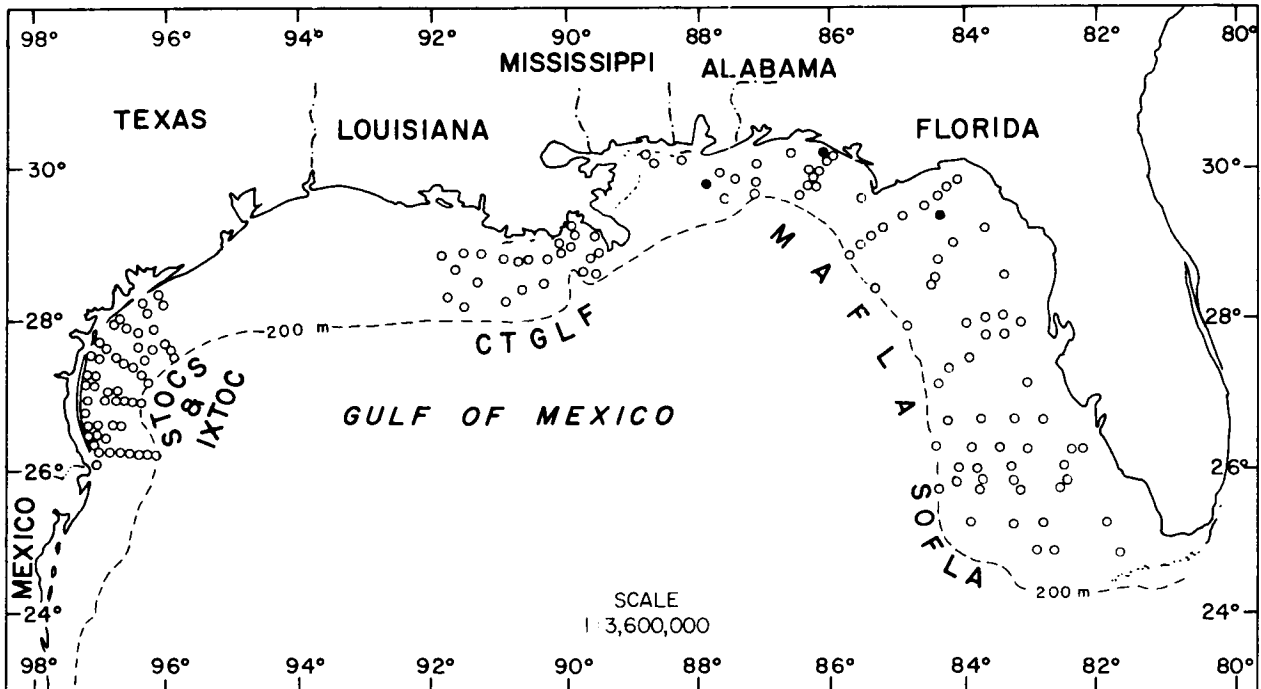 98° 96° 94° 92° 90° 88° 86° 84° 82° 80°
MISSISSIPPI
ALABAMA
TEXAS
LOUISIANA
FLORIDA
30° 30°
M A F L A
28° 28°
200 m
CTGLF
STOCS
&
IXTOC
GULF OF MEXICO
26° 26°
SOFLA
MEXICO
200 m
SCALE
1:3,600,000
24° 24°
98° 96° 94° 92° 90° 88° 86° 84° 82° 80°